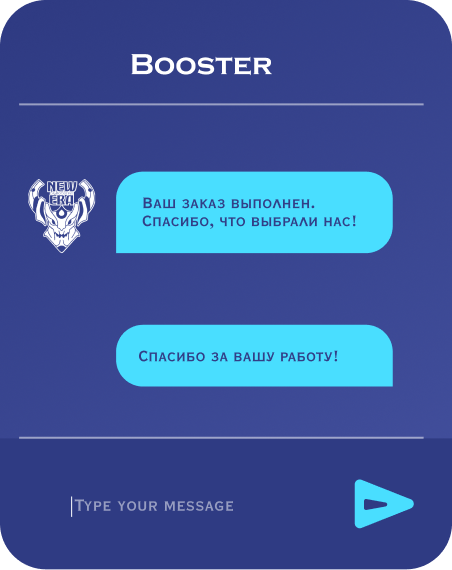 Booster
NEW
ERA
Ваш заказ выполнен.
Спасибо, что выбрали нас!
Спасибо за вашу работу!
Type your message